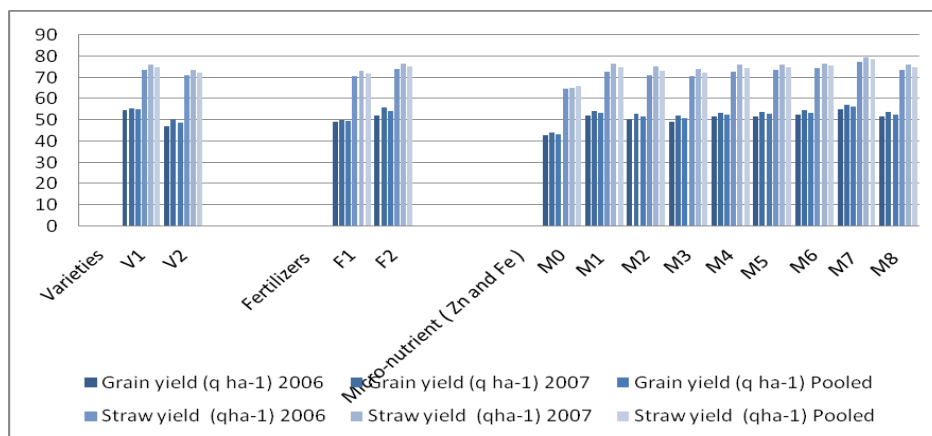 90
80
70
60
50
40
30
20
10
0
Varieties
V1
V2
Fertilizers
F1
F2
Micro-nutrient ( Zn and Fe )
M0
M1
M2
M3
M4
M5
M6
M7
M8
Grain yield (q ha-1) 2006
Grain yield (q ha-1) 2007
Grain yield (q ha-1) Pooled
Straw yield (qha-1) 2006
Straw yield (qha-1) 2007
Straw yield (qha-1) Pooled